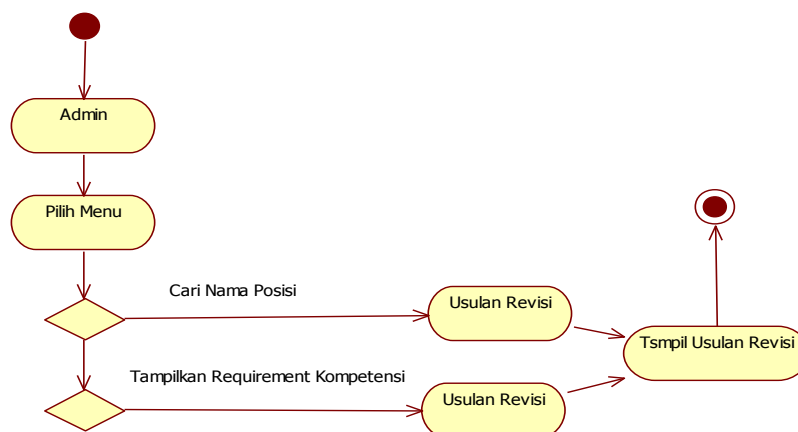 Admin
Pilih Menu
Cari Nama Posisi
Usulan Revisi
Tsmpil Usulan Revisi
Tampilkan Requirement Kompetensi
Usulan Revisi